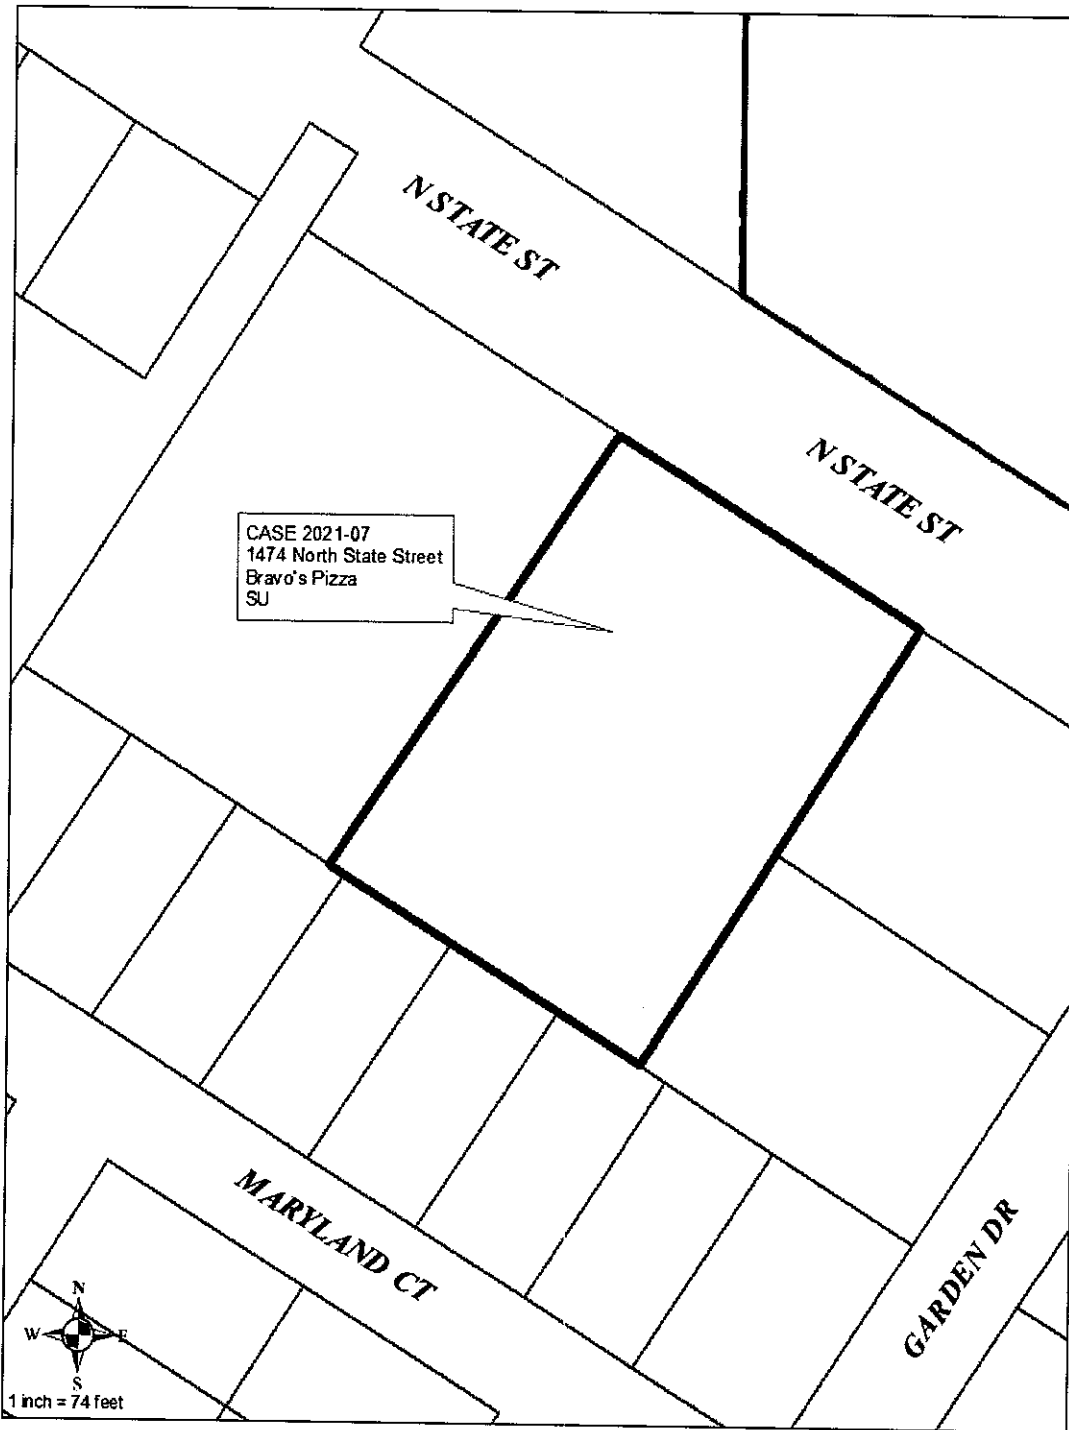 N STATE ST
N STATE ST
CASE 2021-07
1474 North State Street
Bravo's Pizza
SU
MARYLAND CT
GARDEN DR
N
W E
S
1 inch = 74 feet